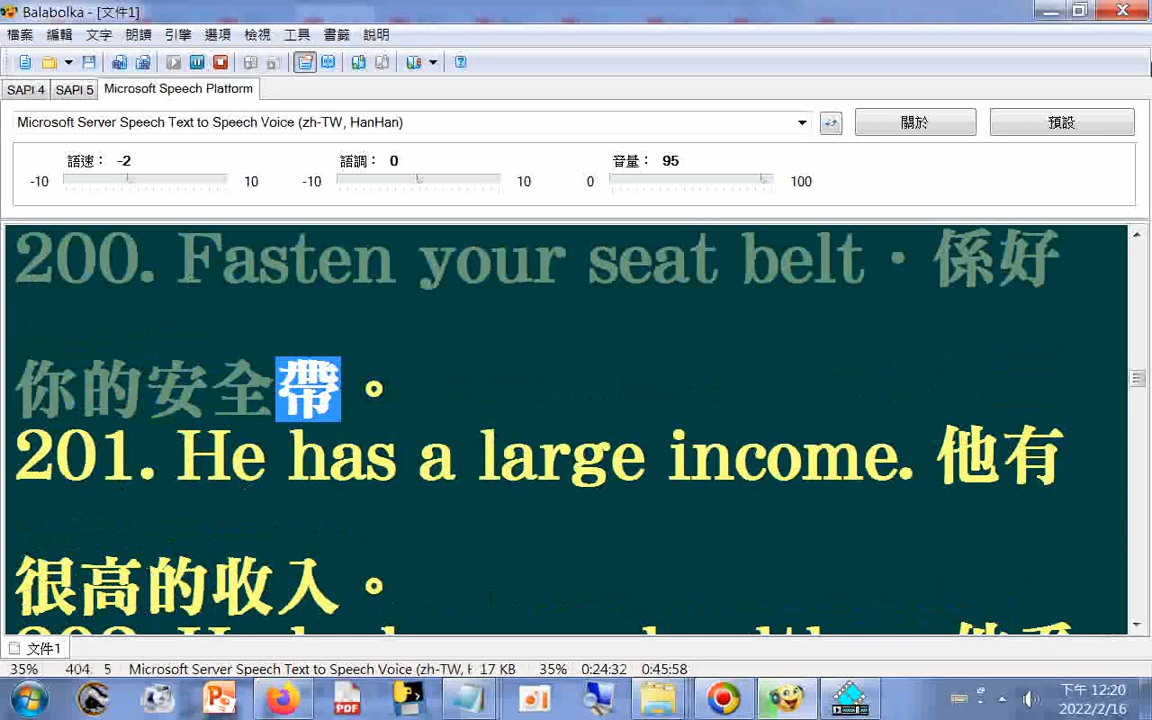 Balabolka - [文件1]
檔案 編輯 文字 朗讀 引擎 選項 檢視 工具 書籤 說明
SAPI 4 SAPI 5 Microsoft Speech Platform
Microsoft Server Speech Text to Speech Voice (zh-TW, HanHan) 關於 預設
語速： -2 語調： 0 音量： 95
-10 10 -10 10 0 100
200. Fasten your seat belt．係好
你的安全帶。
201. He has a large income. 他有
很高的收入。
文件1
35% 404: 5 Microsoft Server Speech Text to Speech Voice (zh-TW, 17 KB 35% 0:24:32 0:45:58
PDF
下午 12:20
2022/2/16